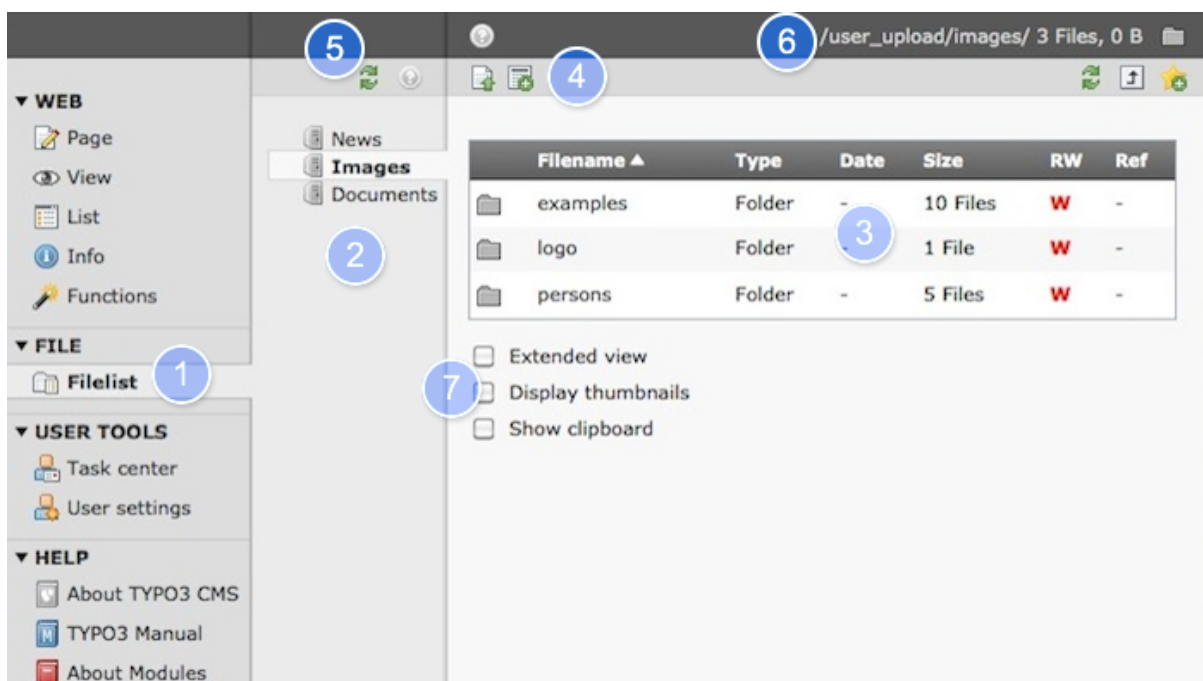 5
6
/user_upload/images/ 3 Files, 0 B
4
WEB
Page
View
List
Info
Functions
FILE
Filelist
1
USER TOOLS
Task center
User settings
HELP
About TYPO3 CMS
TYPO3 Manual
About Modules
News
Images
Documents
2
Filename Type Date Size RW Ref
examples Folder - 10 Files W -
3
logo Folder - 1 File W -
persons Folder - 5 Files W -
Extended view
7
Display thumbnails
Show clipboard